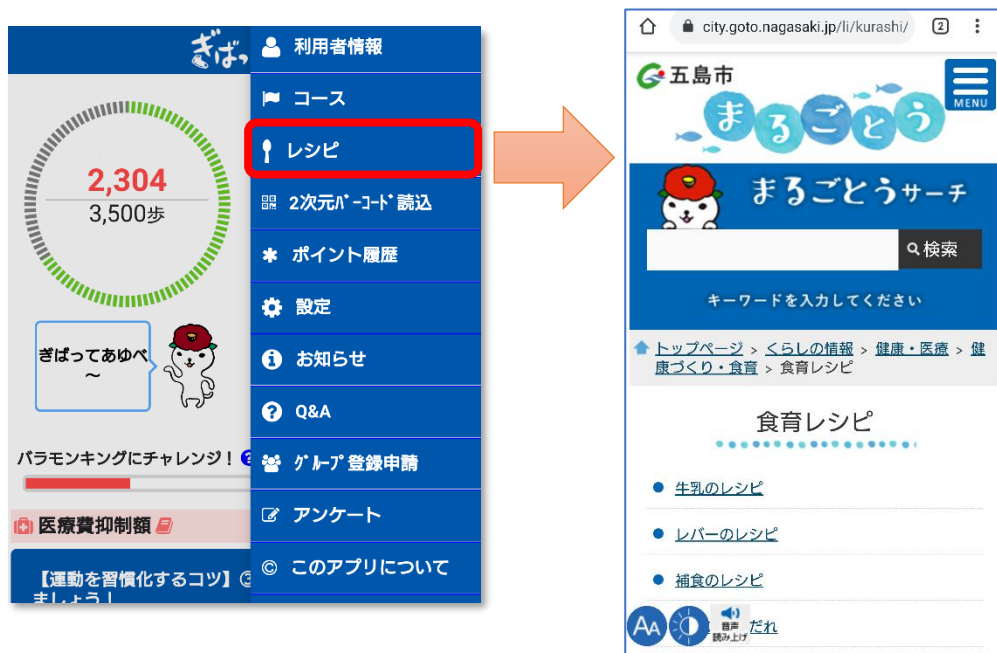 ぎばっ
2,304
3,500歩
ぎばってあゆべ
～
バラモンキングにチャレンジ！
医療費抑制額
【運動を習慣化するコツ】③
ましょう！
利用者情報
コース
レシピ
2次元ﾊﾞｰｺｰﾄﾞ読込
ポイント履歴
設定
お知らせ
Q&A
ｸﾞﾙｰﾌﾟ登録申請
アンケート
© このアプリについて
city.goto.nagasaki.jp/li/kurashi/
2
五島市
まるごとう
MENU
まるごとうサーチ
検索
キーワードを入力してください
トップページ > くらしの情報 > 健康・医療 > 健
康づくり・食育 > 食育レシピ
食育レシピ
牛乳のレシピ
レバーのレシピ
補食のレシピ
だれ
AA
音声
読み上げ